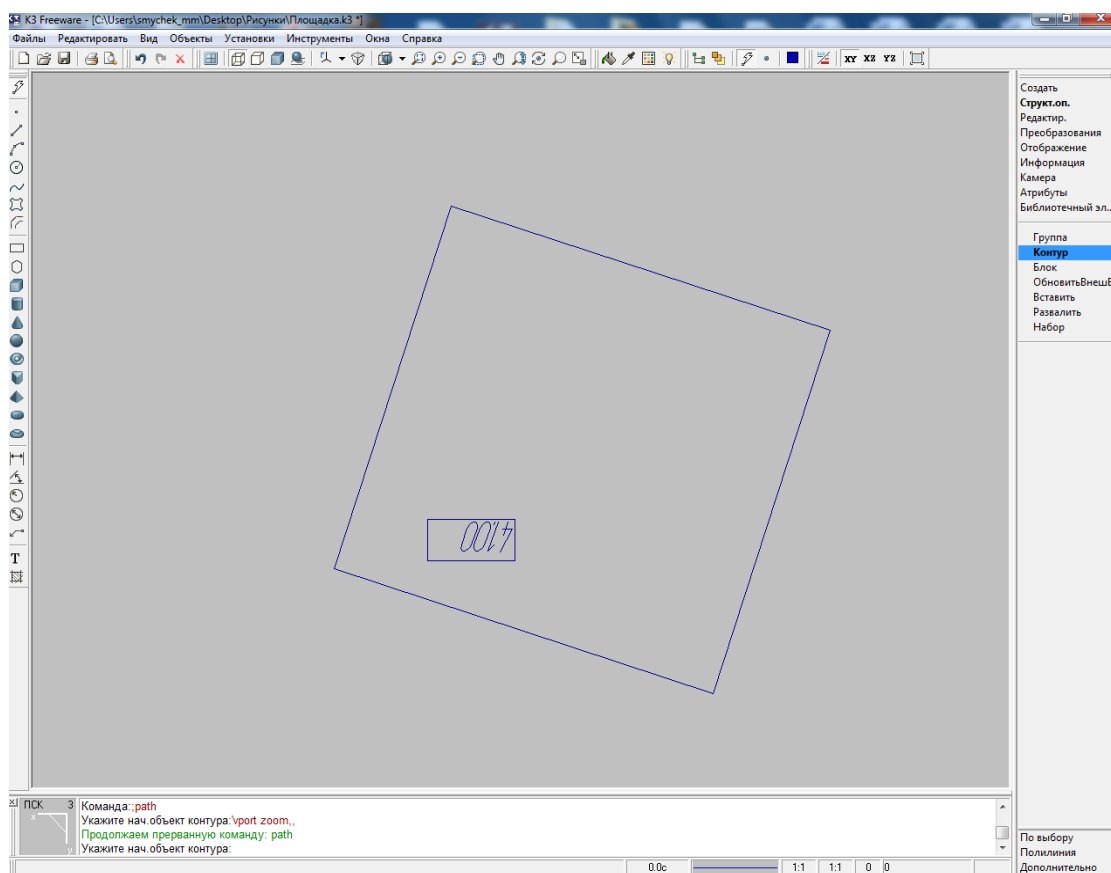 K3 Freeware - [C:\Users\smychek_mm\Desktop\Рисунки\Площадка.k3 *]
Файлы Редактировать Вид Объекты Установки Инструменты Окна Справка
XY XZ YZ
Создать
Структ.оп.
Редактир.
Преобразования
Отображение
Информация
Камера
Атрибуты
Библиотечный эл..
Группа
Контур
Блок
ОбновитьВнешБ
Вставить
Развалить
Набор
T
4100
ПСК 3
x
y
Команда:;path
Укажите нач.объект контура:'vport zoom,,
Продолжаем прерванную команду: path
Укажите нач.объект контура:
По выбору
Полилиния
Дополнительно
0.0c 1:1 1:1 0 0